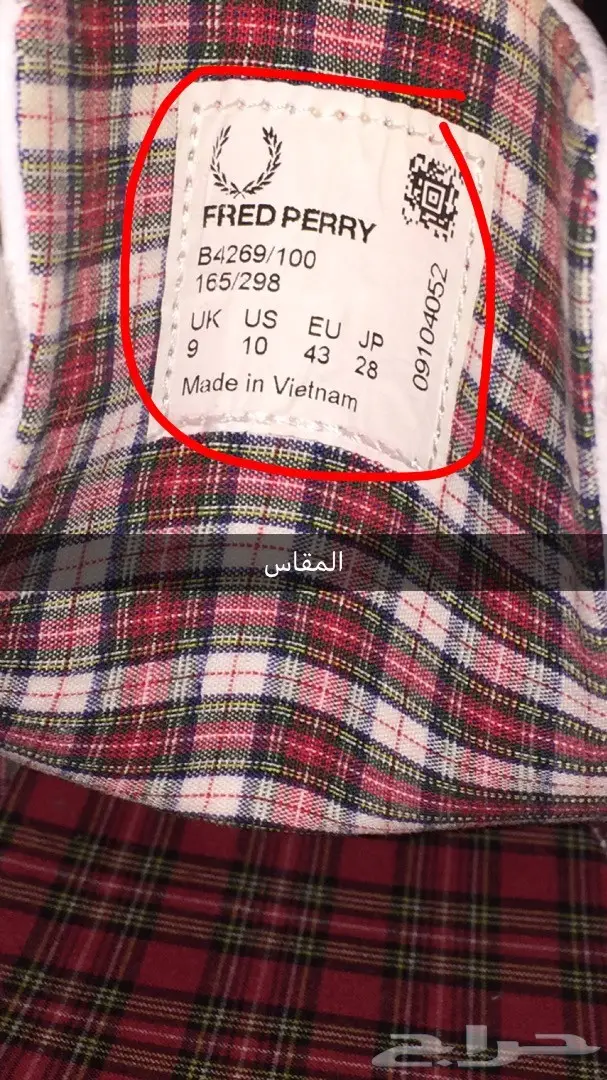 FRED PERRY
B4269/100
165/298
UK US EU JP
9 10 43 28
Made in Vietnam
09104052
المقاس
حراج